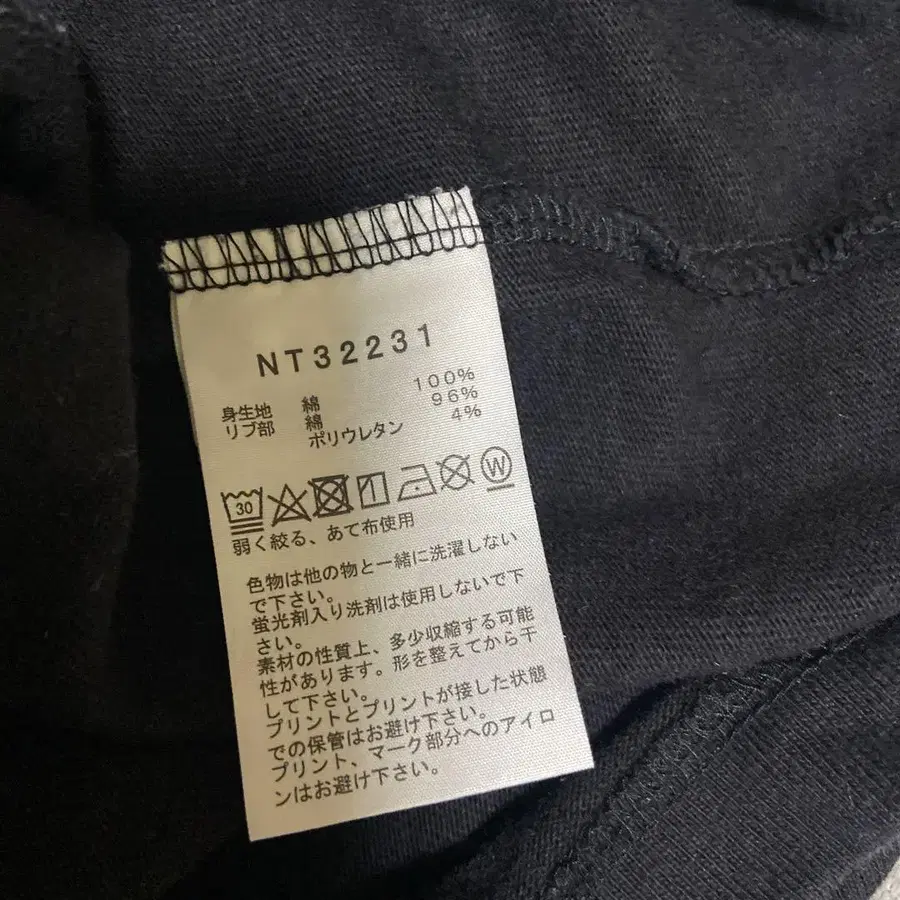 NT32231
身生地 綿 100%
リブ部 綿 96%
ポリウレタン 4%
30 W
弱く絞る、あて布使用
色物は他の物と一緒に洗濯しない
で下さい。
蛍光剤入り洗剤は使用しないで下
さい。
素材の性質上、多少収縮する可能
性があります。形を整えてから干
して下さい。
プリントとプリントが接した状態
での保管はお避け下さい。
プリント、マーク部分へのアイロ
ンはお避け下さい。